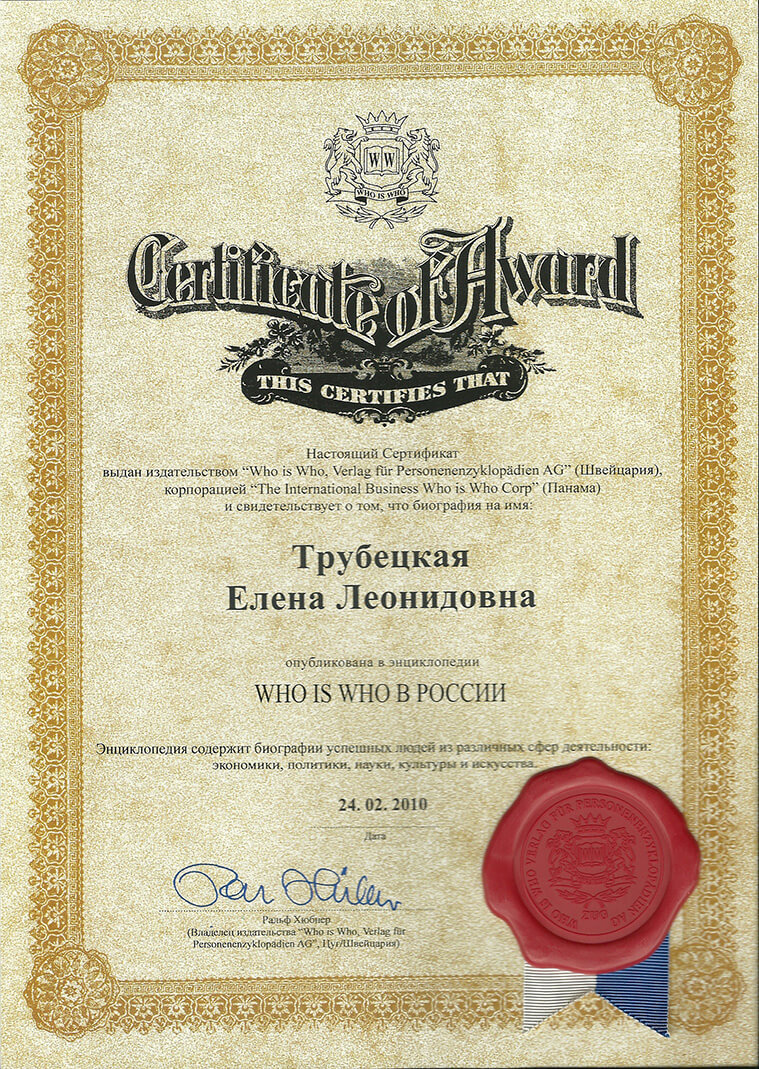 WW
WHO IS WHO
Certificate of Award
THIS CERTIFIES THAT
Настоящий Сертификат
выдан издательством “Who is Who, Verlag für Personenenzyklopädien AG” (Швейцария),
корпорацией “The International Business Who is Who Corp” (Панама)
и свидетельствует о том, что биография на имя:
Трубецкая
Елена Леонидовна
опубликована в энциклопедии
WHO IS WHO В РОССИИ
Энциклопедия содержит биографии успешных людей из различных сфер деятельности:
экономики, политики, науки, культуры и искусства.
24. 02. 2010
Дата
Ральф Хюбнер
(Владелец издательства “Who is Who, Verlag für
Personenenzyklopädien AG”, Цуг/Швейцария)
WHO IS WHO VERLAG FÜR PERSONENENZYKLOPÄDIEN AG
ZUG